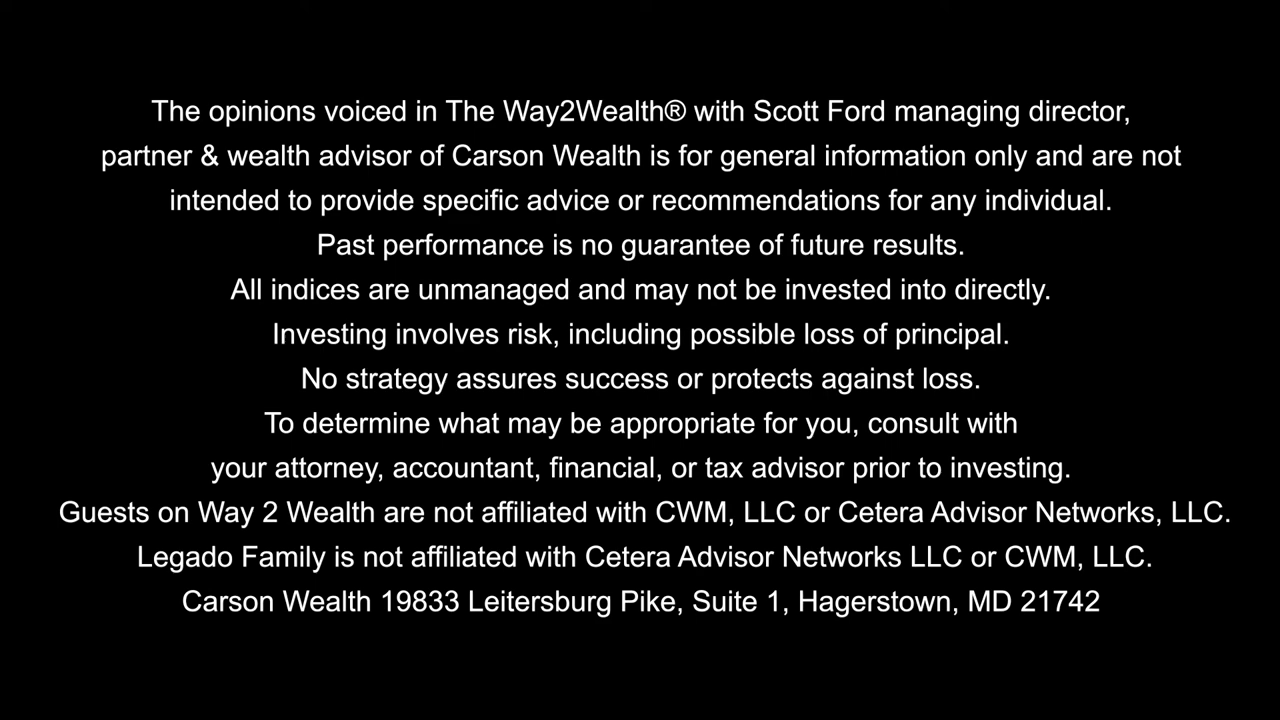 The opinions voiced in The Way2Wealth® with Scott Ford managing director,
partner & wealth advisor of Carson Wealth is for general information only and are not
intended to provide specific advice or recommendations for any individual.
Past performance is no guarantee of future results.
All indices are unmanaged and may not be invested into directly.
Investing involves risk, including possible loss of principal.
No strategy assures success or protects against loss.
To determine what may be appropriate for you, consult with
your attorney, accountant, financial, or tax advisor prior to investing.
Guests on Way 2 Wealth are not affiliated with CWM, LLC or Cetera Advisor Networks, LLC.
Legado Family is not affiliated with Cetera Advisor Networks LLC or CWM, LLC.
Carson Wealth 19833 Leitersburg Pike, Suite 1, Hagerstown, MD 21742